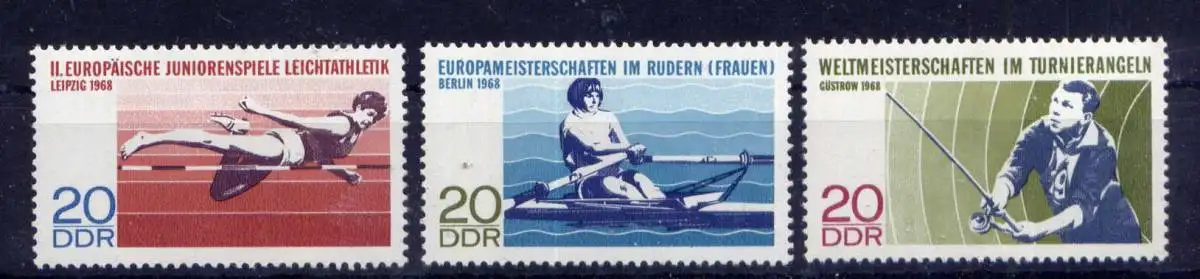 II. EUROPÄISCHE JUNIORENSPIELE LEICHTATHLETIK
LEIPZIG 1968
20
DDR
EUROPAMEISTERSCHAFTEN IM RUDERN (FRAUEN)
BERLIN 1968
20
DDR
WELTMEISTERSCHAFTEN IM TURNIERANGELN
GÜSTROW 1968
9
20
DDR